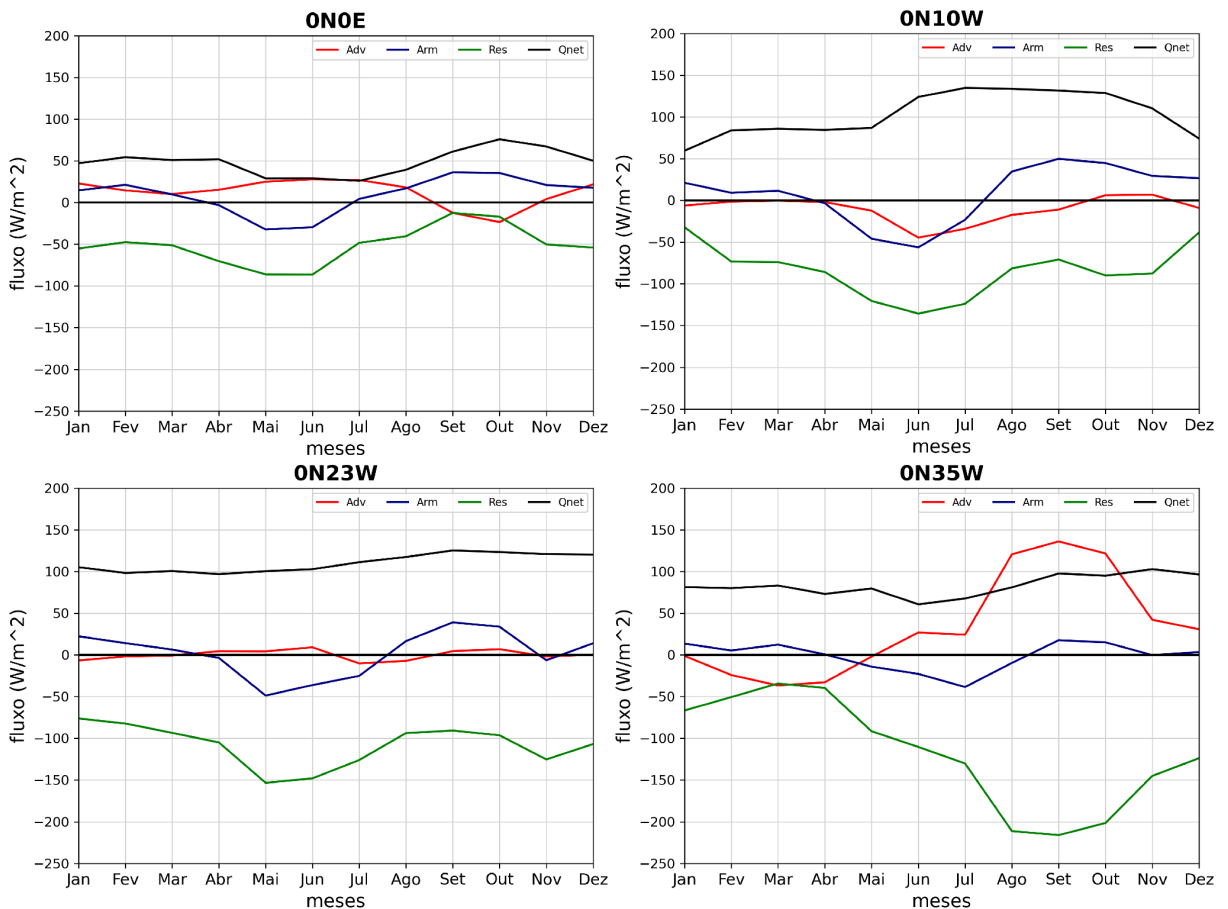 0N0E
Adv Arm Res Qnet
fluxo (W/m^2)
200
150
100
50
0
−50
−100
−150
−200
−250
Jan Fev Mar Abr Mai Jun Jul Ago Set Out Nov Dez
meses
0N10W
Adv Arm Res Qnet
fluxo (W/m^2)
200
150
100
50
0
−50
−100
−150
−200
−250
Jan Fev Mar Abr Mai Jun Jul Ago Set Out Nov Dez
meses
0N23W
Adv Arm Res Qnet
fluxo (W/m^2)
200
150
100
50
0
−50
−100
−150
−200
−250
Jan Fev Mar Abr Mai Jun Jul Ago Set Out Nov Dez
meses
0N35W
Adv Arm Res Qnet
fluxo (W/m^2)
200
150
100
50
0
−50
−100
−150
−200
−250
Jan Fev Mar Abr Mai Jun Jul Ago Set Out Nov Dez
meses